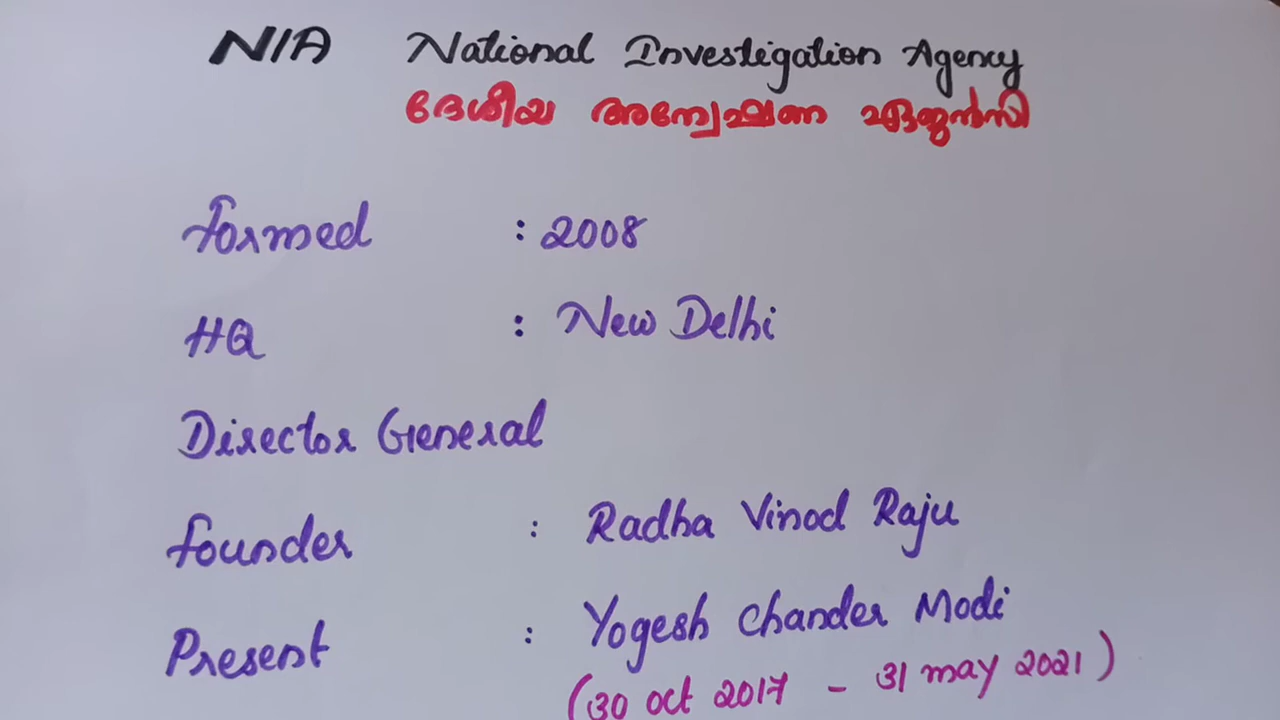 NIA National Investigation Agency
ദേശീയ അന്വേഷണ ഏജൻസി
Formed : 2008
HQ : New Delhi
Director General
Founder : Radha Vinod Raju
Present : Yogesh Chander Modi
(30 oct 2017 - 31 may 2021)